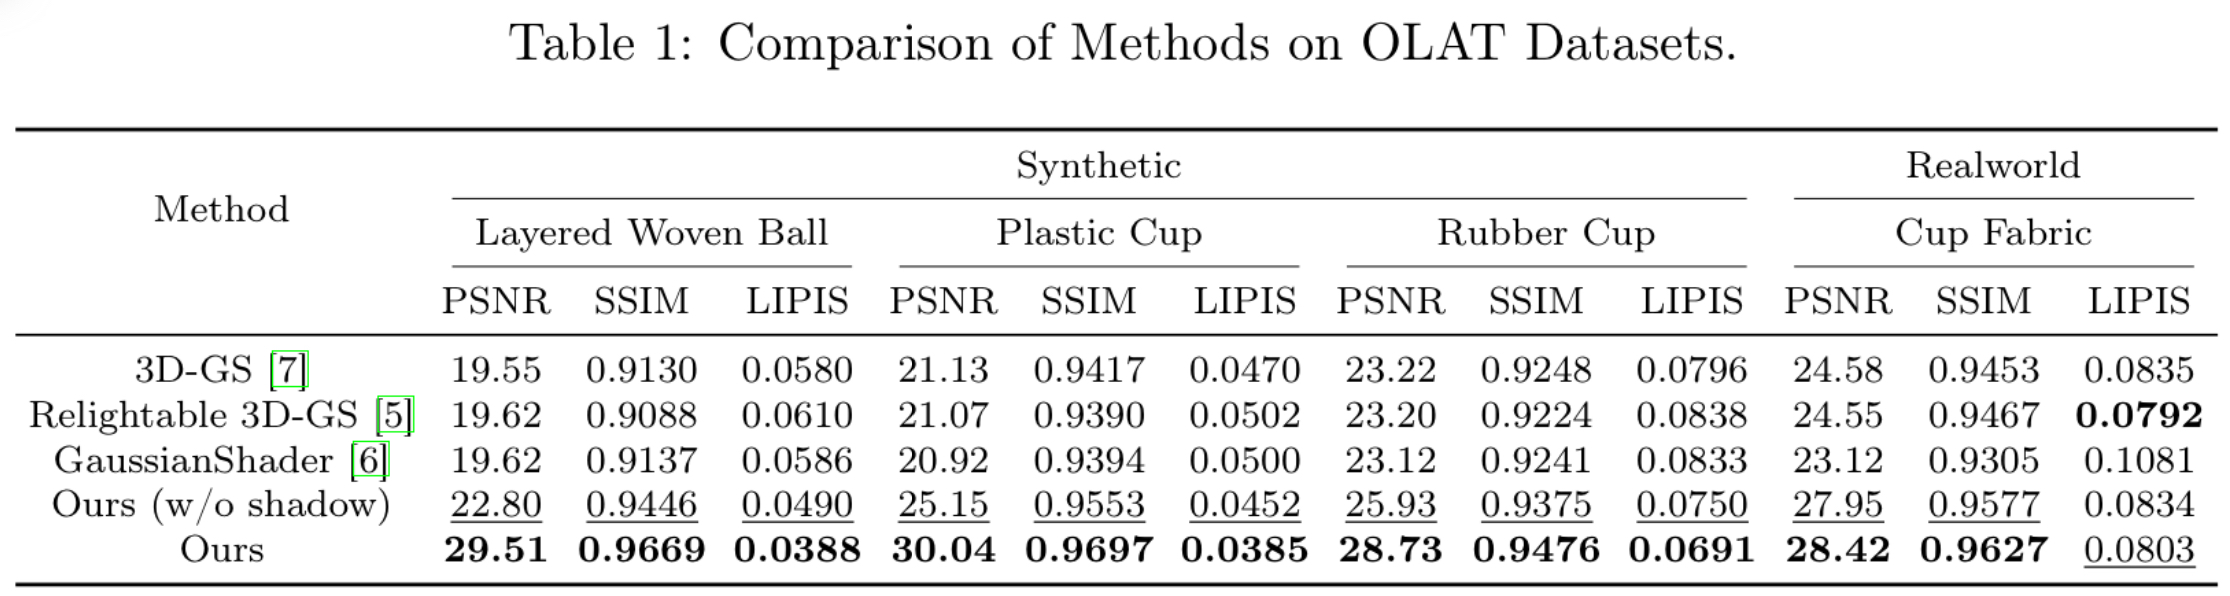 Table 1: Comparison of Methods on OLAT Datasets.
Synthetic Realworld
Method
Layered Woven Ball Plastic Cup Rubber Cup Cup Fabric
PSNR SSIM LIPIS PSNR SSIM LIPIS PSNR SSIM LIPIS PSNR SSIM LIPIS
3D-GS [7] 19.55 0.9130 0.0580 21.13 0.9417 0.0470 23.22 0.9248 0.0796 24.58 0.9453 0.0835
Relightable 3D-GS [5] 19.62 0.9088 0.0610 21.07 0.9390 0.0502 23.20 0.9224 0.0838 24.55 0.9467 0.0792
GaussianShader [6] 19.62 0.9137 0.0586 20.92 0.9394 0.0500 23.12 0.9241 0.0833 23.12 0.9305 0.1081
Ours (w/o shadow) 22.80 0.9446 0.0490 25.15 0.9553 0.0452 25.93 0.9375 0.0750 27.95 0.9577 0.0834
Ours 29.51 0.9669 0.0388 30.04 0.9697 0.0385 28.73 0.9476 0.0691 28.42 0.9627 0.0803